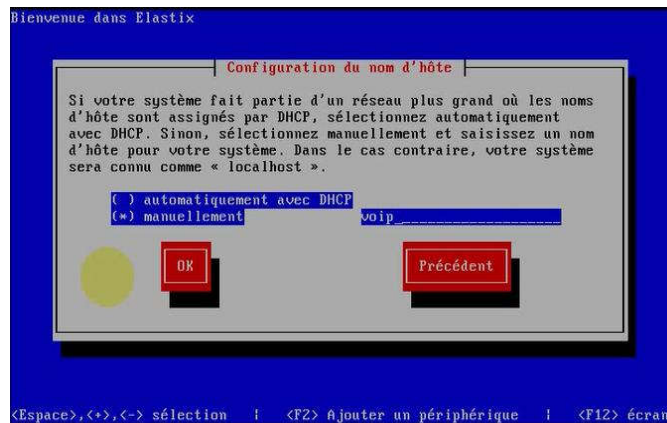 Bienvenue dans Elastix
Configuration du nom d'hôte
Si votre système fait partie d'un réseau plus grand où les noms
d'hôte sont assignés par DHCP, sélectionnez automatiquement
avec DHCP. Sinon, sélectionnez manuellement et saisissez un nom
d'hôte pour votre système. Dans le cas contraire, votre système
sera connu comme « localhost ».
( ) automatiquement avec DHCP
(*) manuellement voip_
OK Précédent
<Espace>,<+>,<-> sélection | <F2> Ajouter un périphérique | <F12> écran